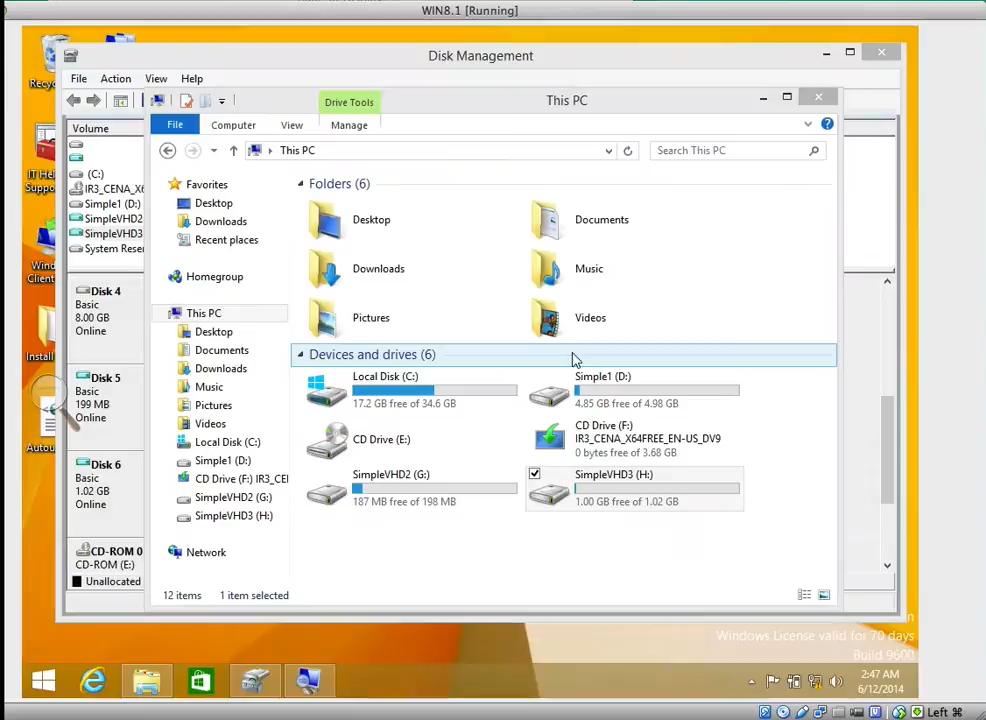 WIN8.1 [Running]
Recyc
IT He
Suppo
Wind
Client
Install
Autou
Disk Management
File Action View Help
Volume
(C:)
IR3_CENA_X6
Simple1 (D:)
SimpleVHD2
SimpleVHD3
System Rese
Disk 4
Basic
8.00 GB
Online
Disk 5
Basic
199 MB
Online
Disk 6
Basic
1.02 GB
Online
CD-ROM 0
CD-ROM (E:)
Unallocated
Drive Tools
This PC
File Computer View Manage
This PC
Search This PC
Favorites
Desktop
Downloads
Recent places
Homegroup
This PC
Desktop
Documents
Downloads
Music
Pictures
Videos
Local Disk (C:)
Simple1 (D:)
CD Drive (F:) IR3_CEI
SimpleVHD2 (G:)
SimpleVHD3 (H:)
Network
Folders (6)
Desktop
Documents
Downloads
Music
Pictures
Videos
Devices and drives (6)
Local Disk (C:)
17.2 GB free of 34.6 GB
Simple1 (D:)
4.85 GB free of 4.98 GB
CD Drive (E:)
CD Drive (F:)
IR3_CENA_X64FREE_EN-US_DV9
0 bytes free of 3.68 GB
SimpleVHD2 (G:)
187 MB free of 198 MB
SimpleVHD3 (H:)
1.00 GB free of 1.02 GB
12 items 1 item selected
Windows License valid for 70 days
Build 9600
2:47 AM
6/12/2014
Left ⌘